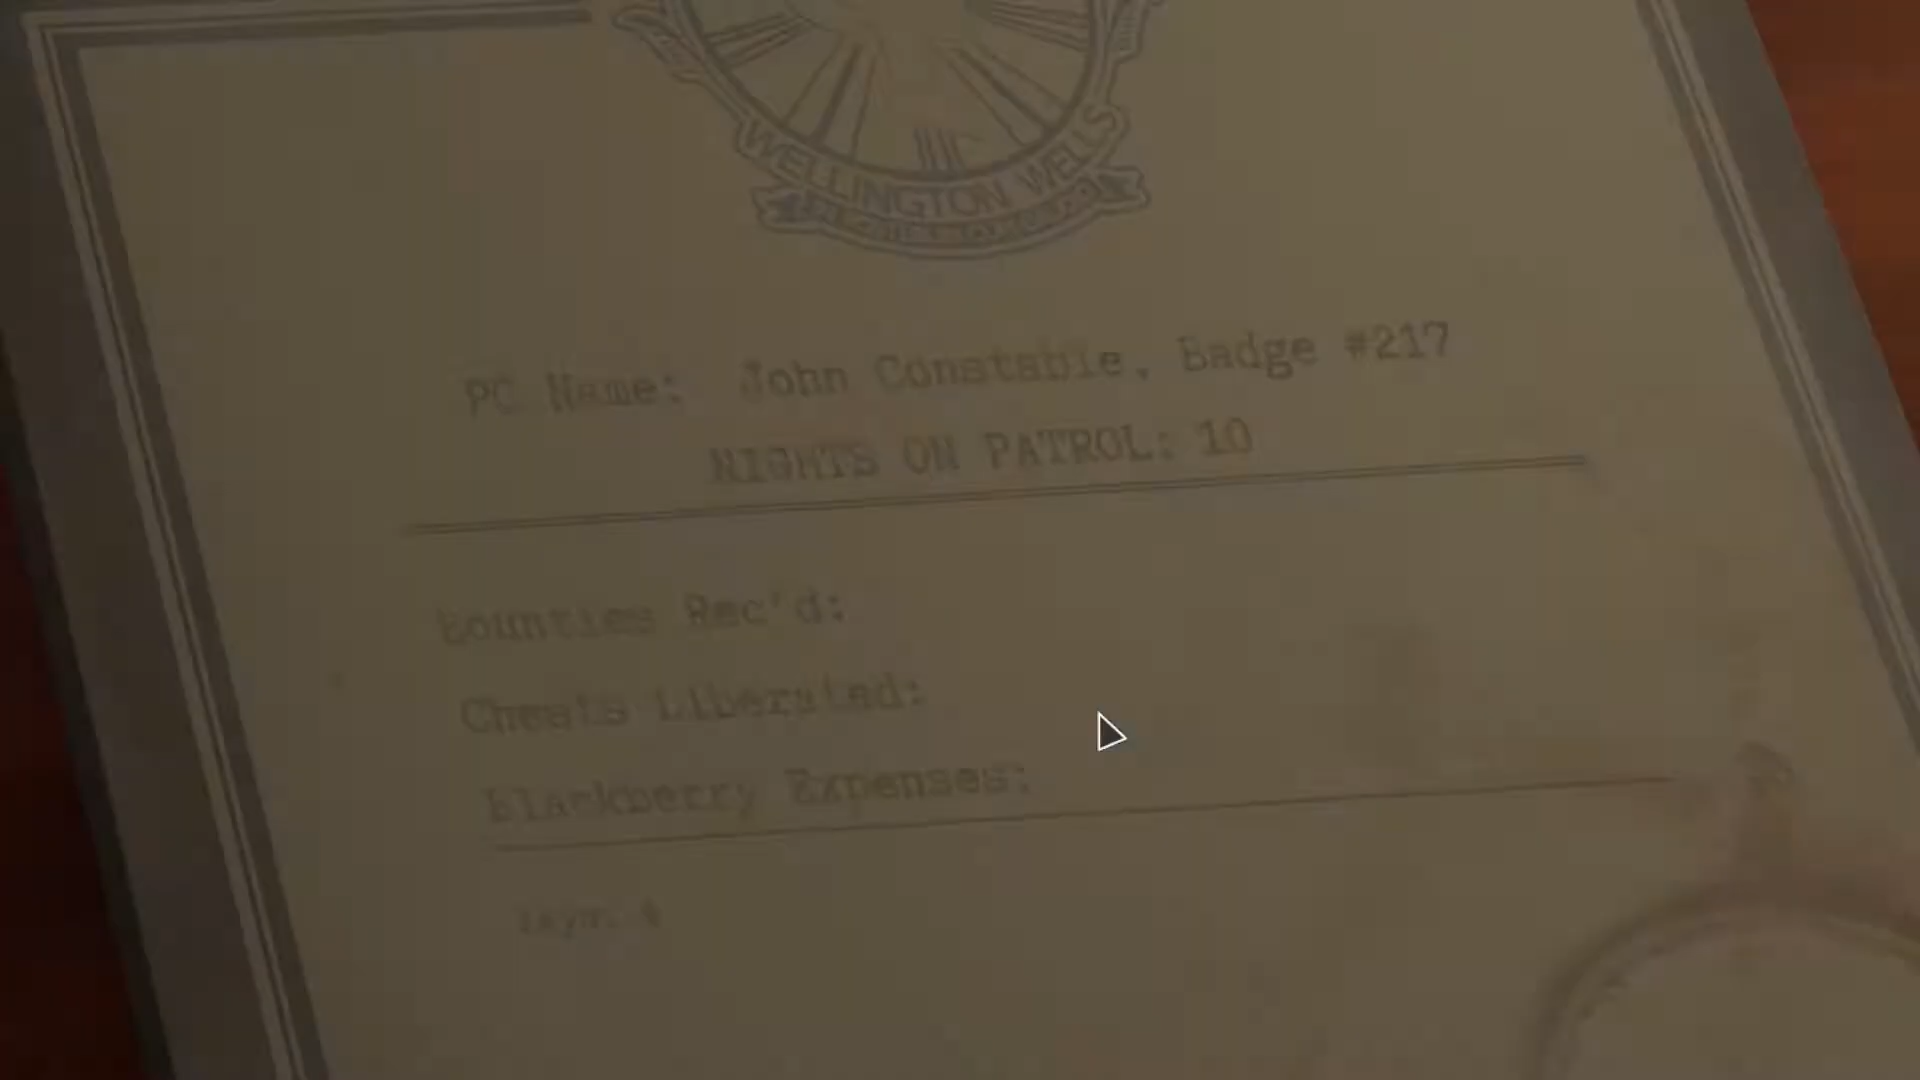 WELLINGTON WELLS
PC Name: John Constable, Badge #217
NIGHTS ON PATROL: 10
Bounties Rec'd:
Cheats Liberated:
Blackberry Expenses: